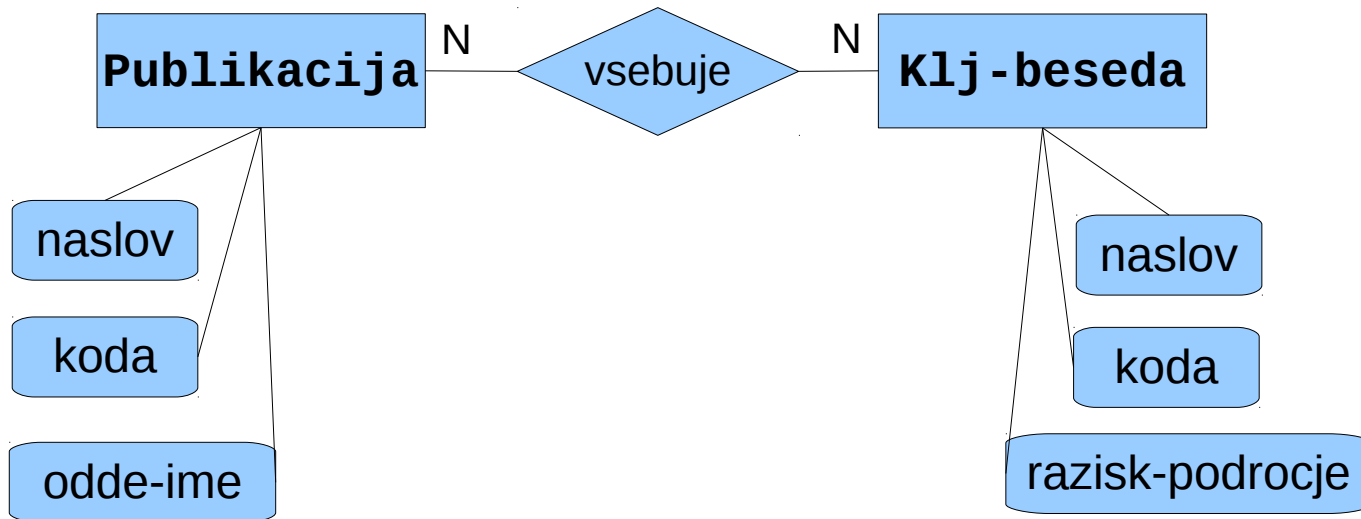 Publikacija
N
vsebuje
N
Klj-beseda
naslov
koda
odde-ime
naslov
koda
razisk-podrocje